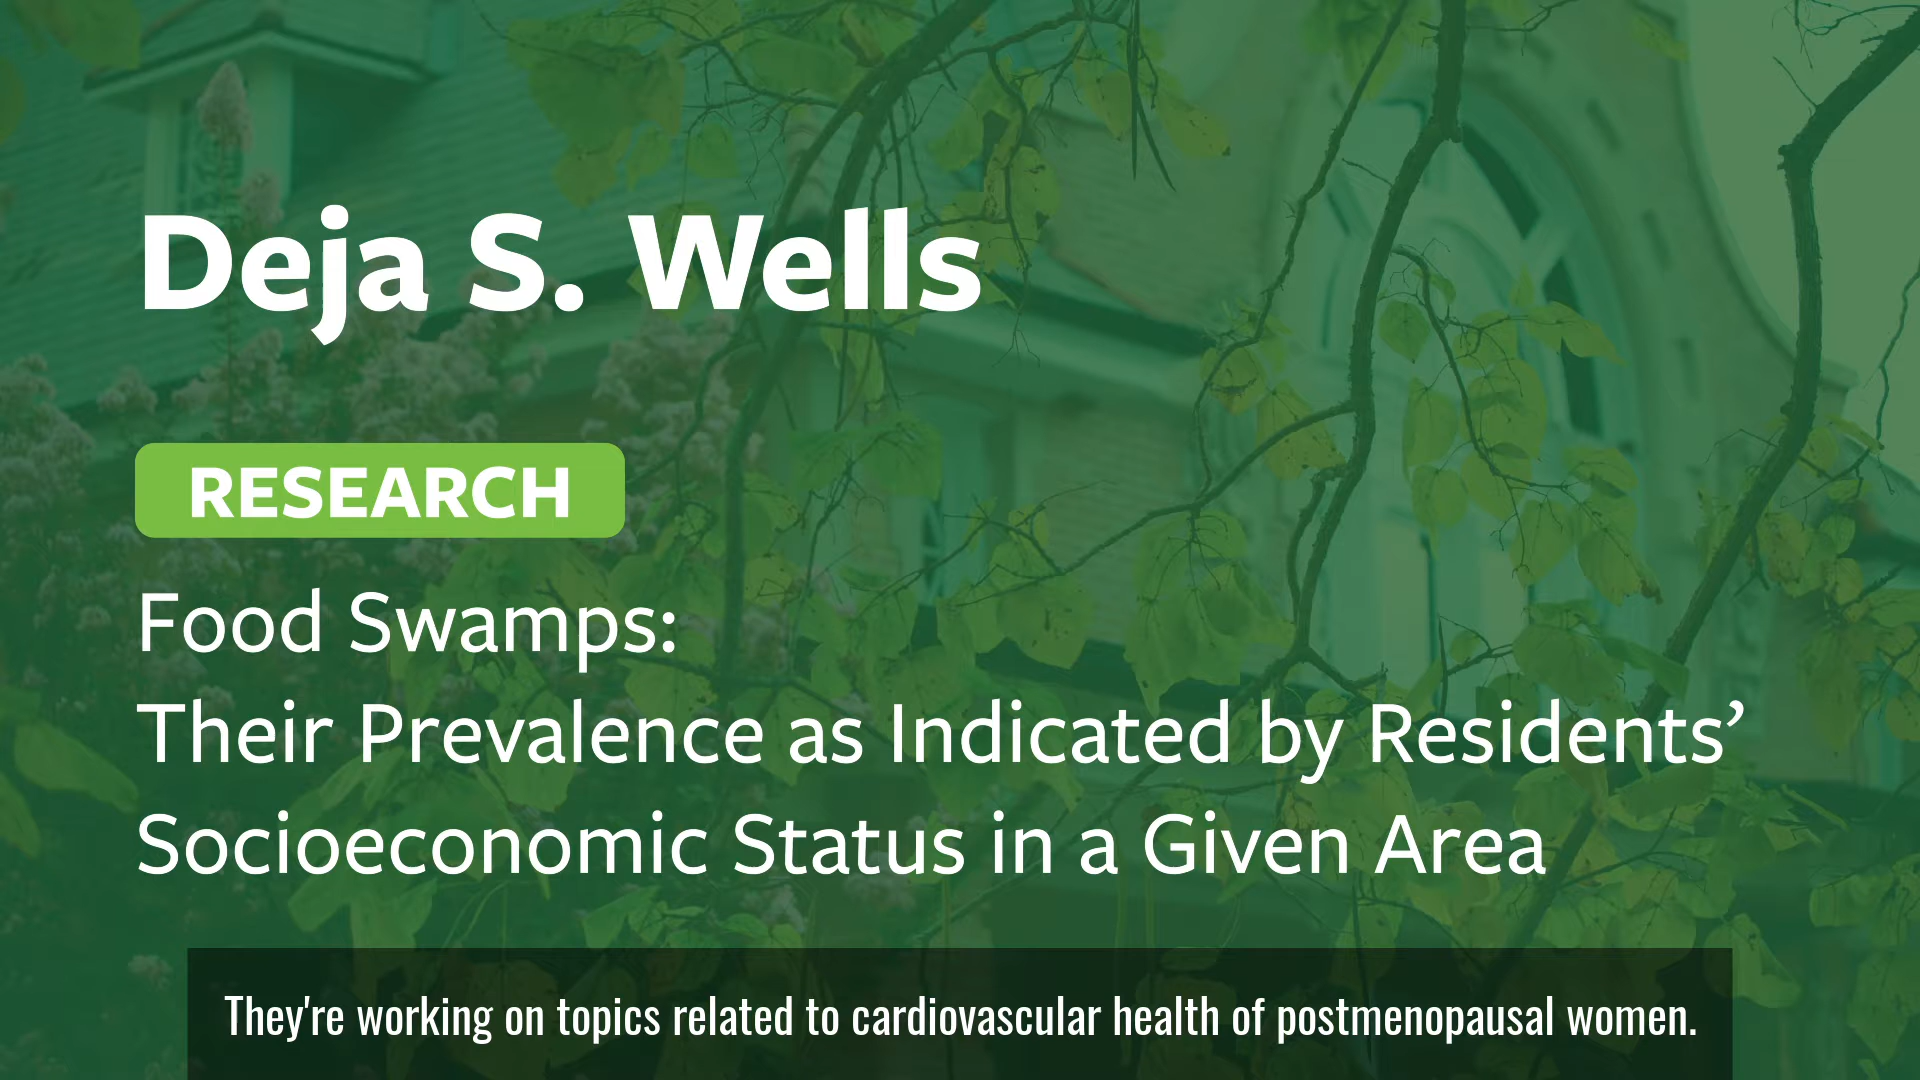 Deja S. Wells
RESEARCH
Food Swamps:
Their Prevalence as Indicated by Residents’
Socioeconomic Status in a Given Area
They're working on topics related to cardiovascular health of postmenopausal women.